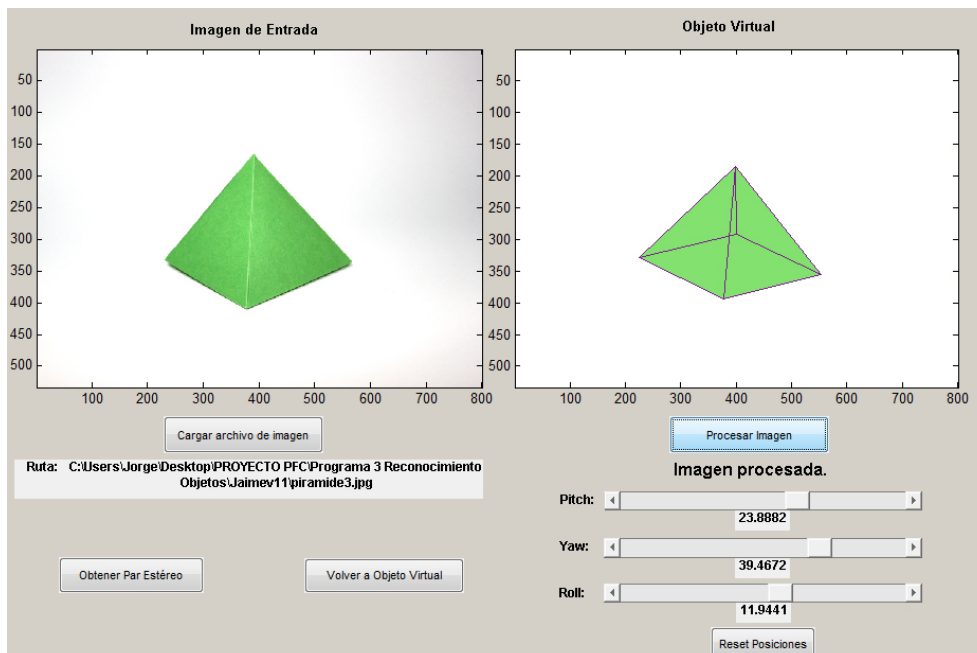 Imagen de Entrada
50
100
150
200
250
300
350
400
450
500
100 200 300 400 500 600 700 800
Cargar archivo de imagen
Ruta: C:\Users\Jorge\Desktop\PROYECTO PFC\Programa 3 Reconocimiento
Objetos\Jaimev11\piramide3.jpg
Obtener Par Estéreo
Volver a Objeto Virtual
Objeto Virtual
50
100
150
200
250
300
350
400
450
500
100 200 300 400 500 600 700 800
Procesar Imagen
Imagen procesada.
Pitch:
23.8882
Yaw:
39.4672
Roll:
11.9441
Reset Posiciones